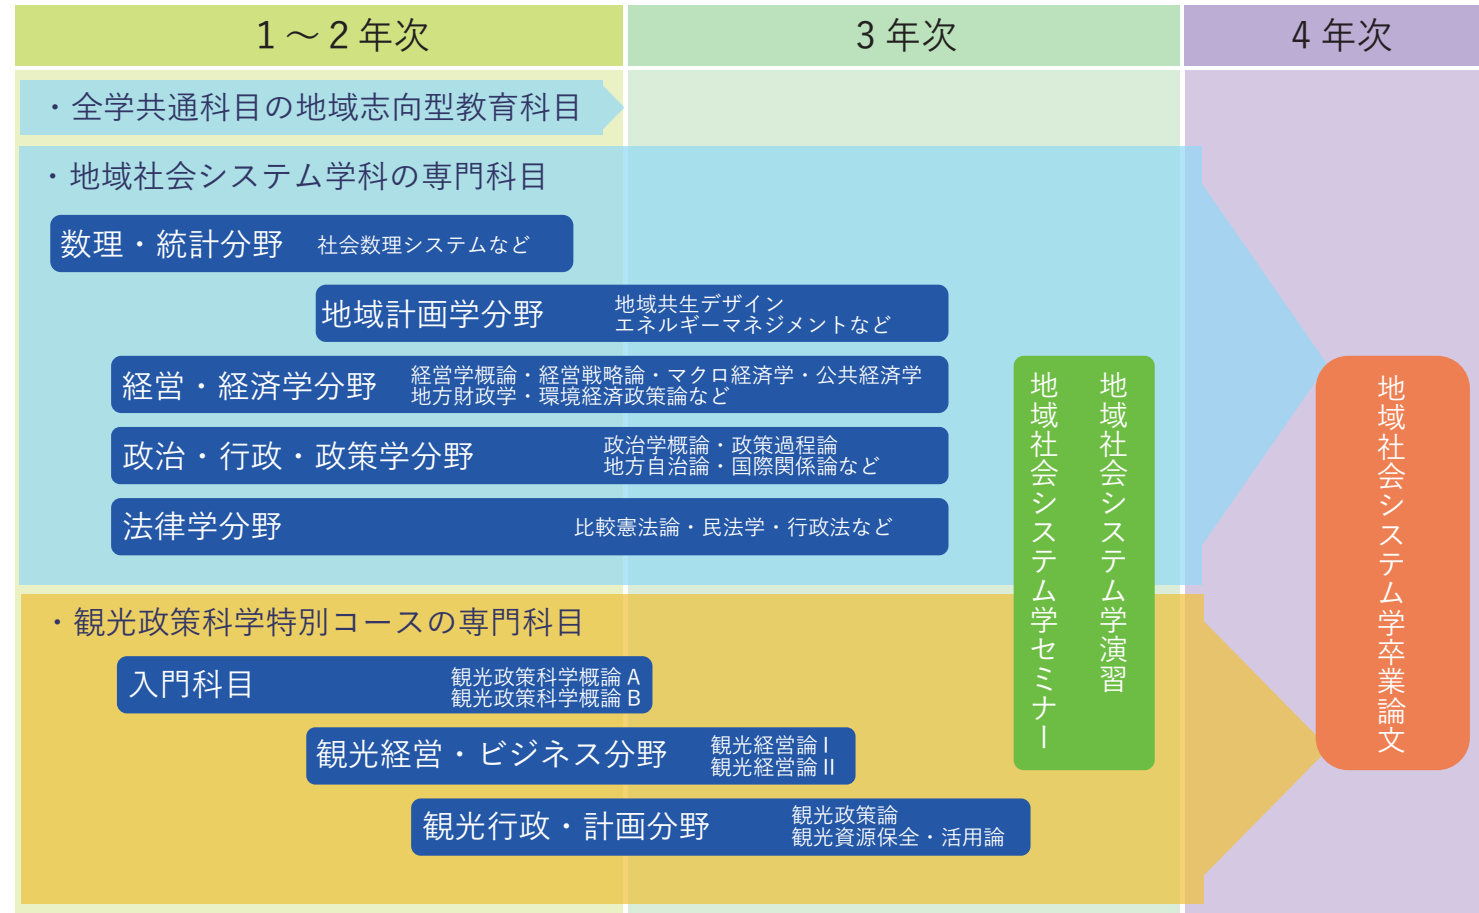 1～2年次
3年次
4年次
・全学共通科目の地域志向型教育科目
・地域社会システム学科の専門科目
数理・統計分野
社会数理システムなど
地域計画学分野
地域共生デザイン
エネルギーマネジメントなど
経営・経済学分野
経営学概論・経営戦略論・マクロ経済学・公共経済学
地方財政学・環境経済政策論など
政治・行政・政策学分野
政治学概論・政策過程論
地方自治論・国際関係論など
法律学分野
比較憲法論・民法学・行政法など
・観光政策科学特別コースの専門科目
入門科目
観光政策科学概論 A
観光政策科学概論 B
観光経営・ビジネス分野
観光経営論 I
観光経営論 II
観光行政・計画分野
観光政策論
観光資源保全・活用論
地域社会システム学演習
地域社会システム学セミナー
地域社会システム学卒業論文